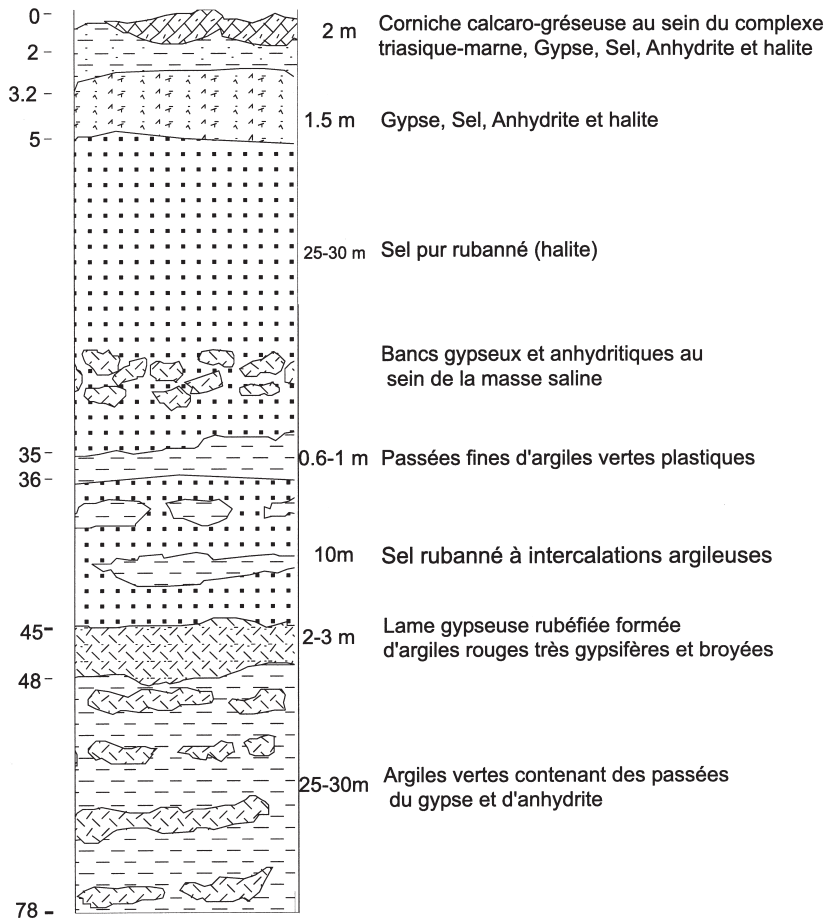 0
2 m Corniche calcaro-gréseuse au sein du complexe
triasique-marne, Gypse, Sel, Anhydrite et halite
2
3.2
1.5 m Gypse, Sel, Anhydrite et halite
5
25-30 m Sel pur rubanné (halite)
Bancs gypseux et anhydritiques au
sein de la masse saline
35 0.6-1 m Passées fines d'argiles vertes plastiques
36
10m Sel rubanné à intercalations argileuses
45 2-3 m Lame gypseuse rubéfiée formée
d'argiles rouges très gypsifères et broyées
48
25-30m Argiles vertes contenant des passées
du gypse et d'anhydrite
78